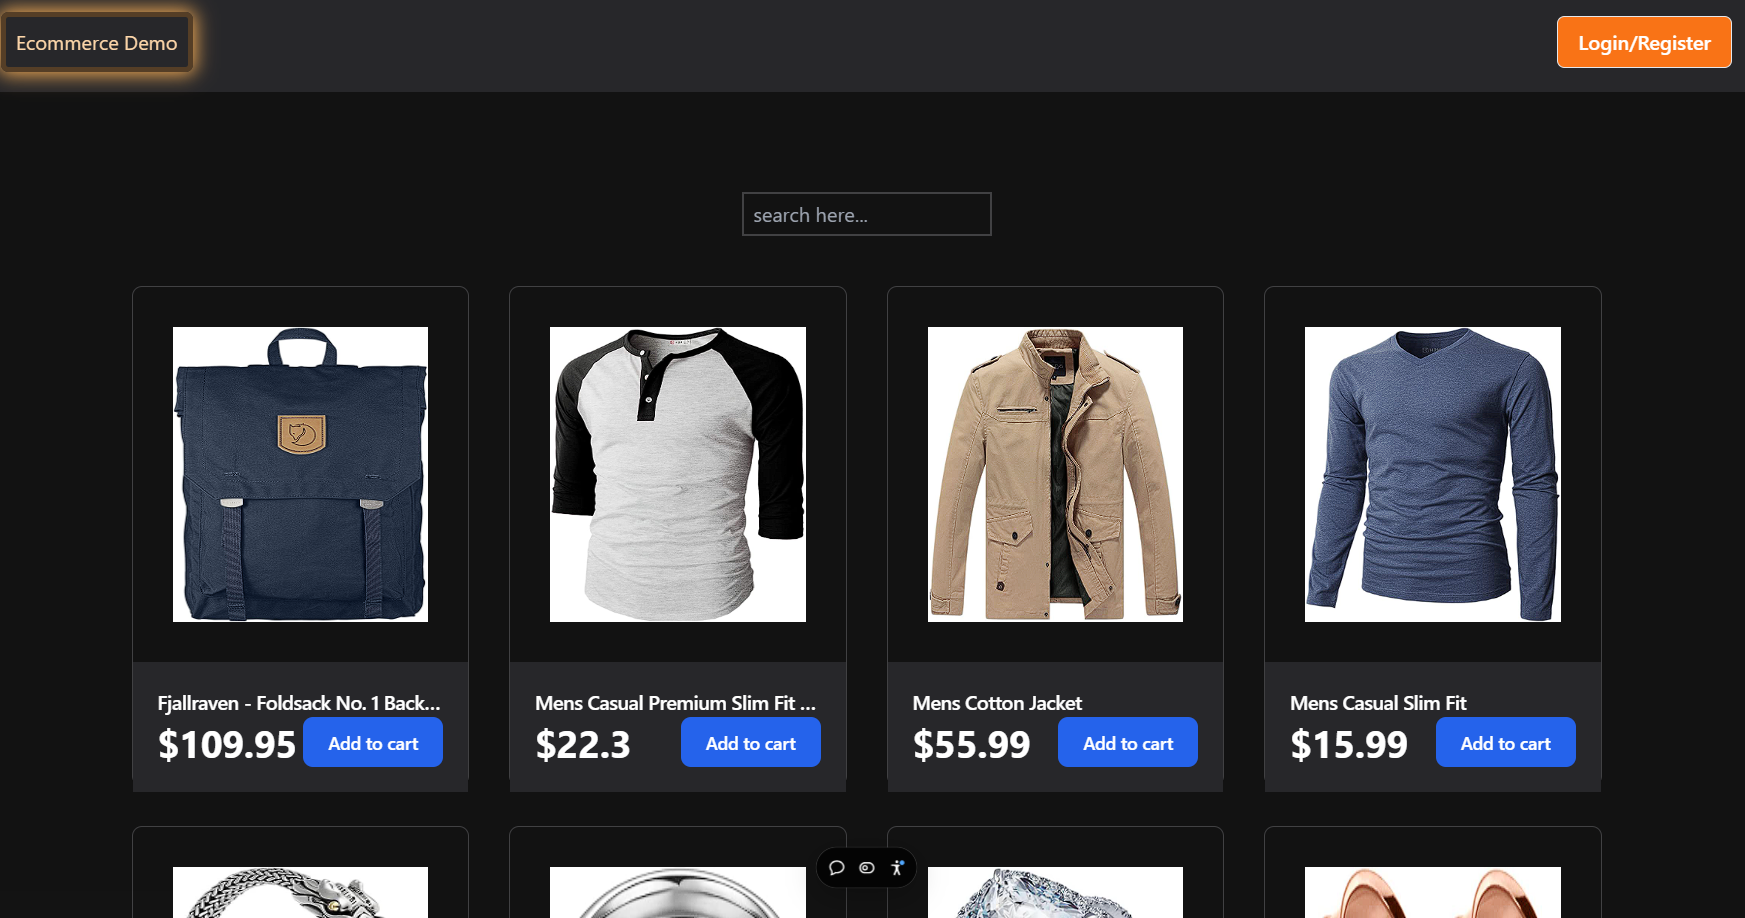 Ecommerce Demo
Login/Register
search here...
Fjallraven - Foldsack No. 1 Back...
$109.95
Add to cart
Mens Casual Premium Slim Fit ...
$22.3
Add to cart
Mens Cotton Jacket
$55.99
Add to cart
Mens Casual Slim Fit
$15.99
Add to cart